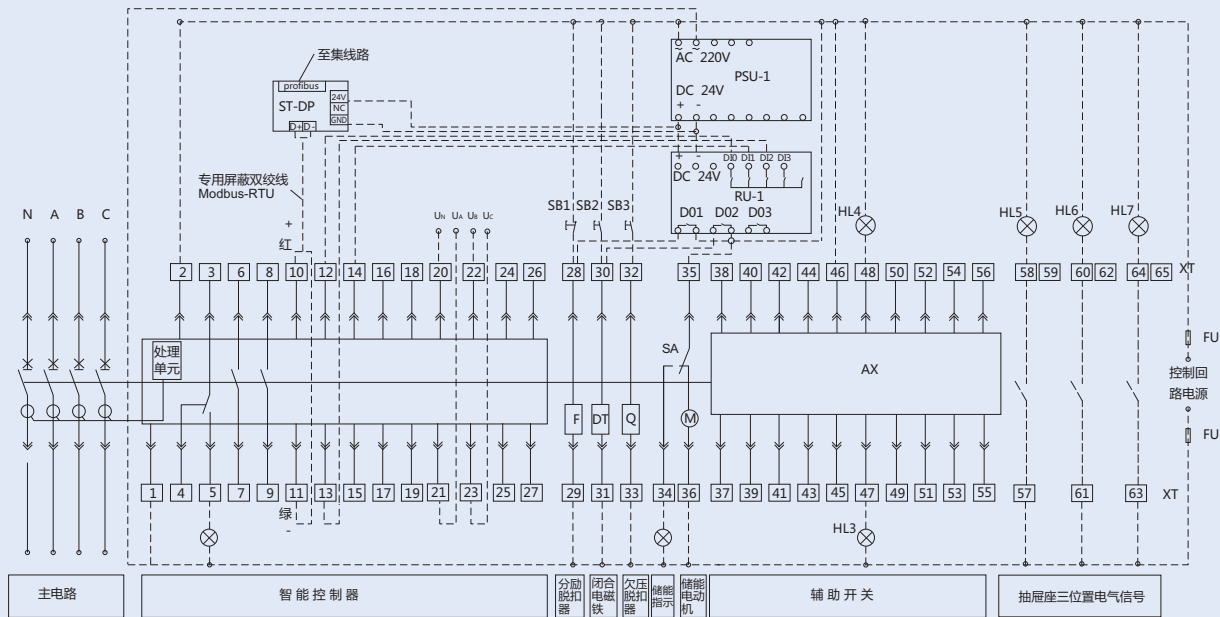 至集线路
profibus
ST-DP
24V
NC
GND
D+ D-
AC 220V
PSU-1
DC 24V
+ -
+ -
DI0 DI1 DI2 DI3
DC 24V
RU-1
D01 D02 D03
专用屏蔽双绞线
Modbus-RTU
N A B C
+
红
UN UA UB UC
SB1 SB2 SB3
HL4
HL5 HL6 HL7
2 3 6 8 10 12 14 16 18 20 22 24 26 28 30 32 35 38 40 42 44 46 48 50 52 54 56 58 59 60 62 64 65 XT
处理
单元
SA
AX
FU
控制回
路电源
FU
F DT Q M
1 4 5 7 9 11 13 15 17 19 21 23 25 27 29 31 33 34 36 37 39 41 43 45 47 49 51 53 55 57 61 63 XT
绿
-
HL3
主电路
智能控制器
分励
脱扣
器
闭合
电磁
铁
欠压
脱扣
器
储能
指示
储能
电动
机
辅助开关
抽屉座三位置电气信号